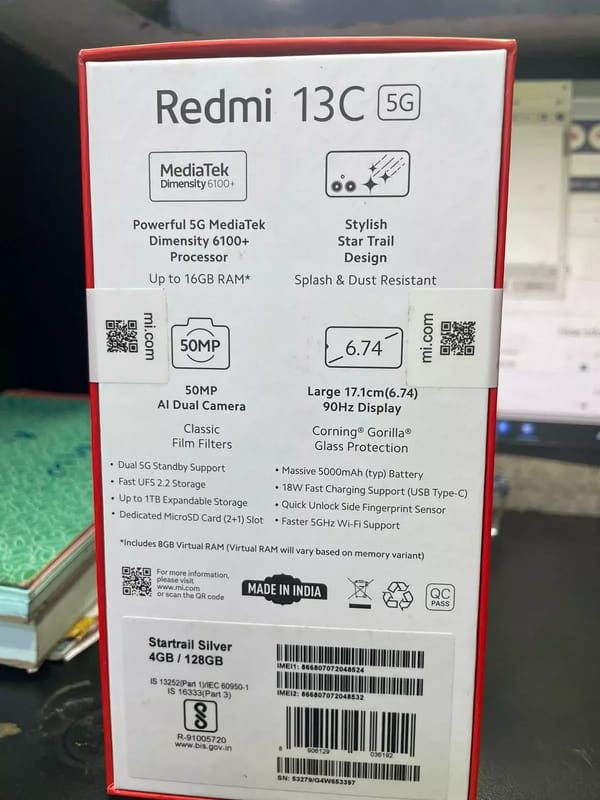 Redmi 13C 5G
MediaTek
Dimensity 6100+
Powerful 5G MediaTek
Dimensity 6100+
Processor
Up to 16GB RAM*
Stylish
Star Trail
Design
Splash & Dust Resistant
mi.com
50MP
50MP
AI Dual Camera
Classic
Film Filters
6.74
mi.com
Large 17.1cm(6.74)
90Hz Display
Corning® Gorilla®
Glass Protection
• Dual 5G Standby Support
• Fast UFS 2.2 Storage
• Up to 1TB Expandable Storage
• Dedicated MicroSD Card (2+1) Slot
• Massive 5000mAh (typ) Battery
• 18W Fast Charging Support (USB Type-C)
• Quick Unlock Side Fingerprint Sensor
• Faster 5GHz Wi-Fi Support
*Includes 8GB Virtual RAM (Virtual RAM will vary based on memory variant)
For more information,
please visit
www.mi.com
or scan the QR code
MADE IN INDIA
QC
PASS
Startrail Silver
4GB / 128GB
IS 13252(Part 1)/IEC 60950-1
IS 16333(Part 3)
R-91005720
www.bis.gov.in
IMEI1: 866807072048524
IMEI2: 866807072048532
8 906129 036192
SN: 53279/G4W653397